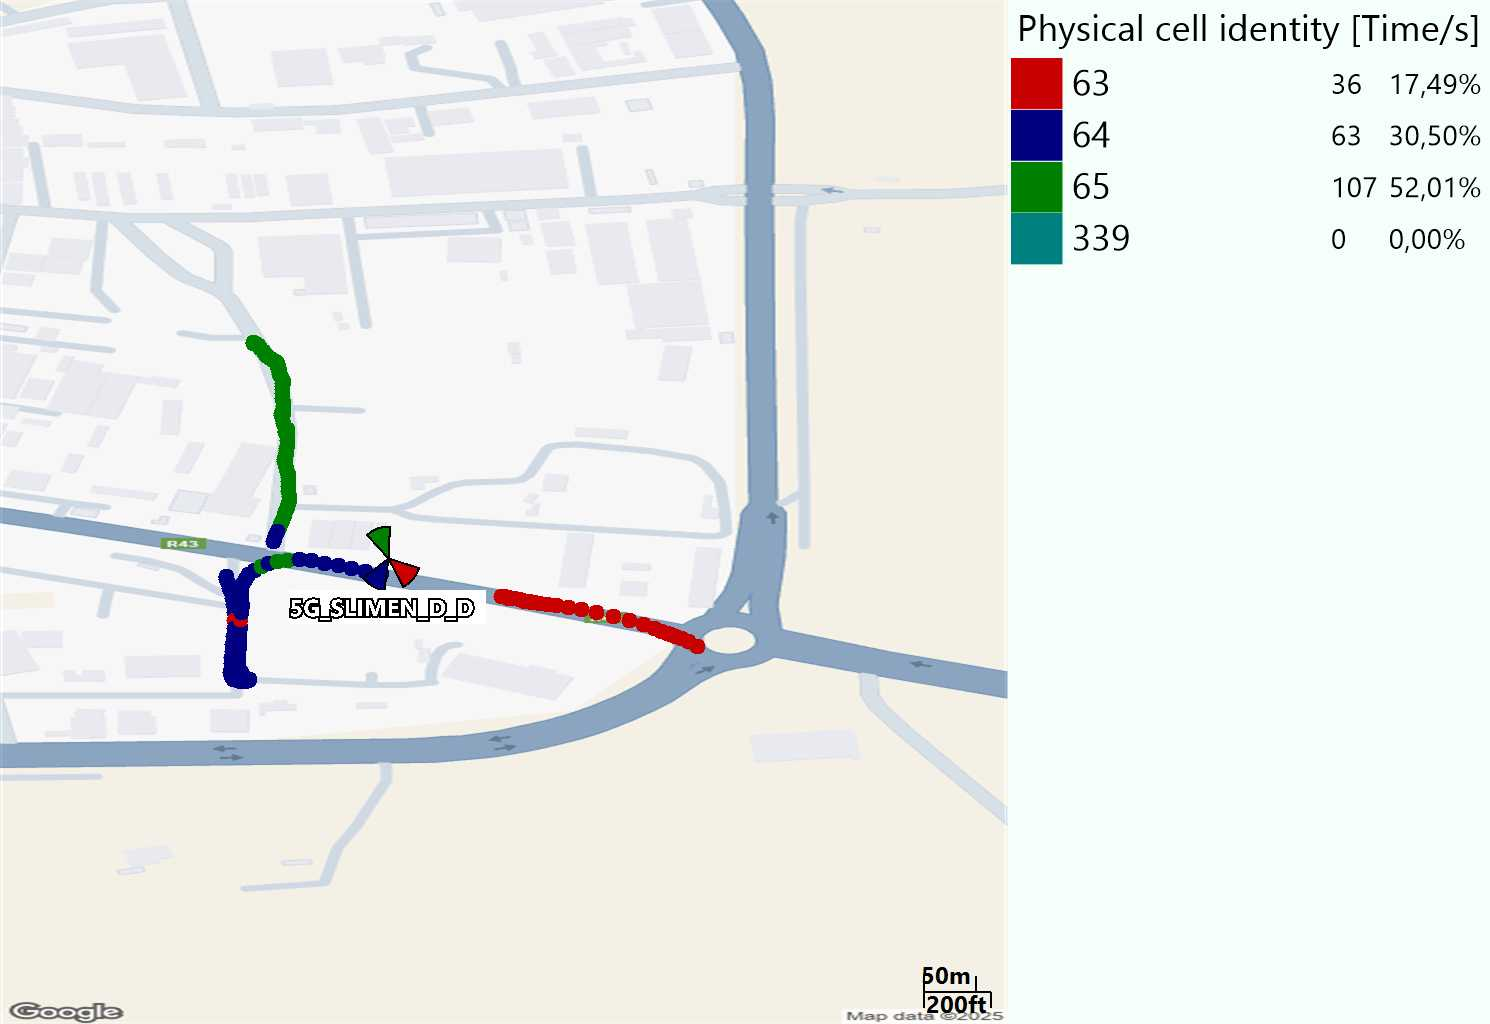 Physical cell identity [Time/s]
63 36 17,49%
64 63 30,50%
65 107 52,01%
339 0 0,00%
R43
5G_SLIMEN_D_D
50m
200ft
Google
Map data ©2025